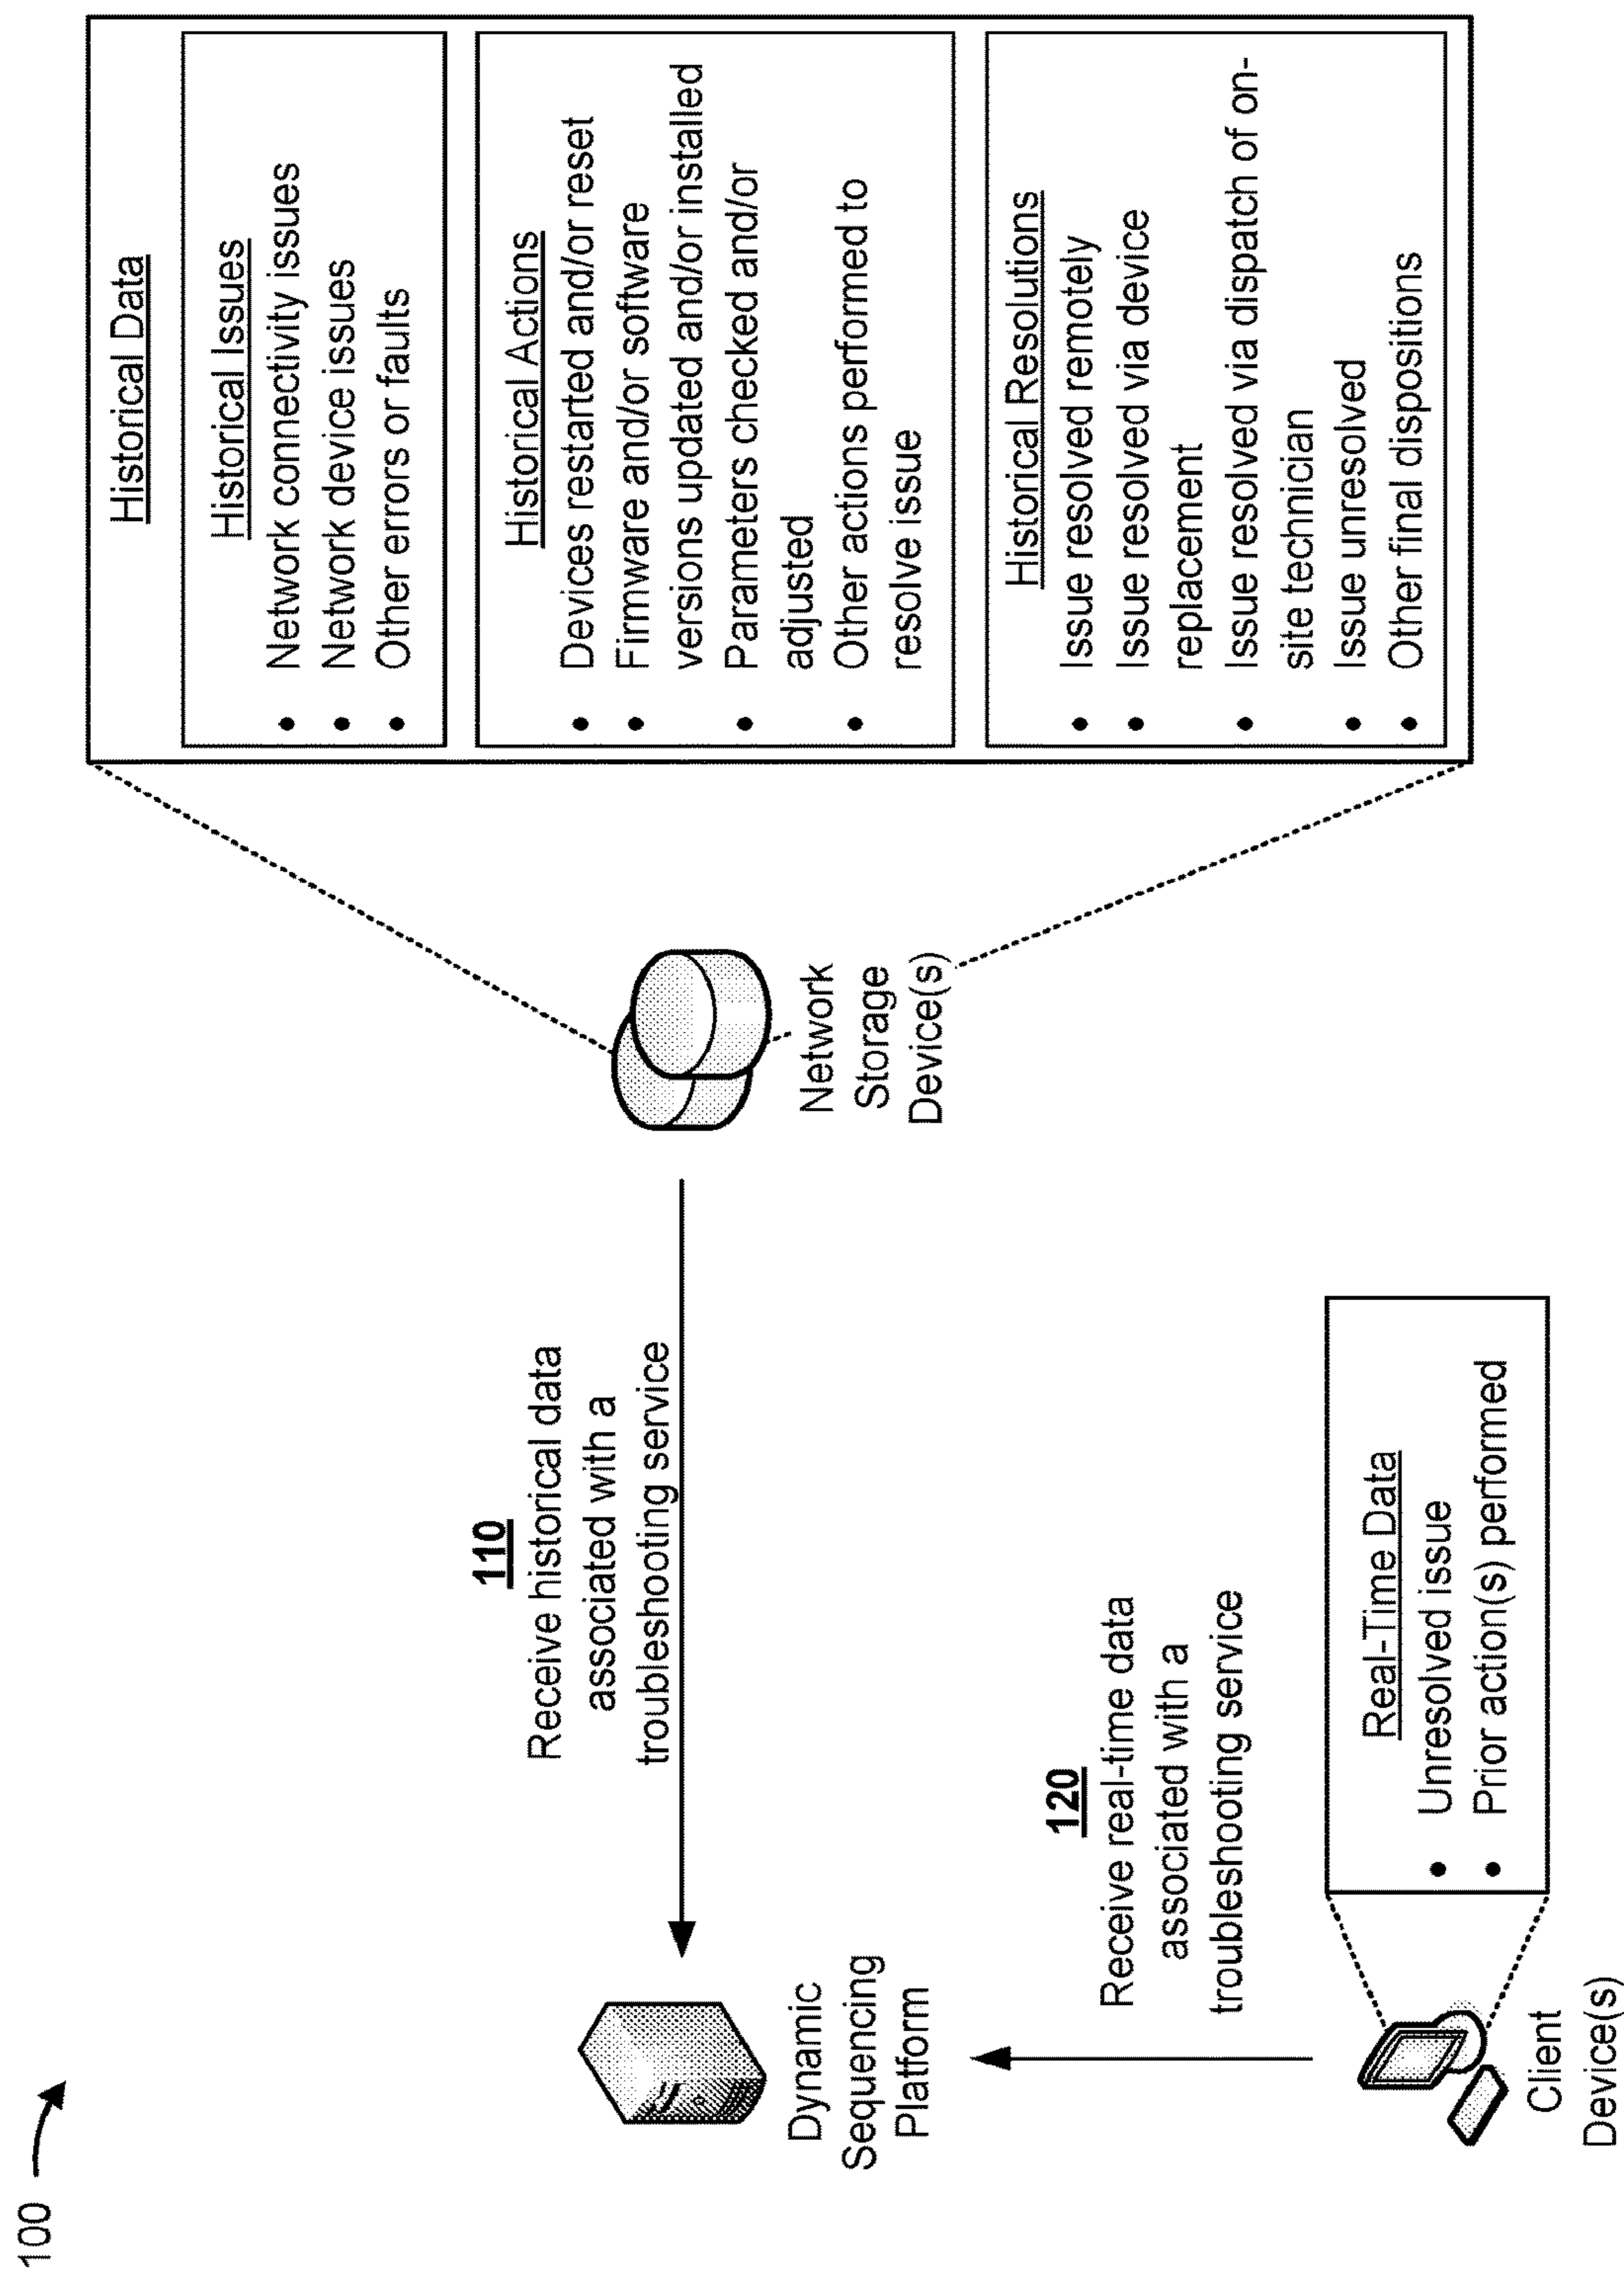 100
110
Receive historical data
associated with a
troubleshooting service
Dynamic
Sequencing
Platform
Network
Storage
Device(s)
Historical Data
Historical Issues
• Network connectivity issues
• Network device issues
• Other errors or faults
Historical Actions
• Devices restarted and/or reset
• Firmware and/or software
versions updated and/or installed
• Parameters checked and/or
adjusted
• Other actions performed to
resolve issue
Historical Resolutions
• Issue resolved remotely
• Issue resolved via device
replacement
• Issue resolved via dispatch of on-
site technician
• Issue unresolved
• Other final dispositions
120
Receive real-time data
associated with a
troubleshooting service
Client
Device(s)
Real-Time Data
• Unresolved issue
• Prior action(s) performed